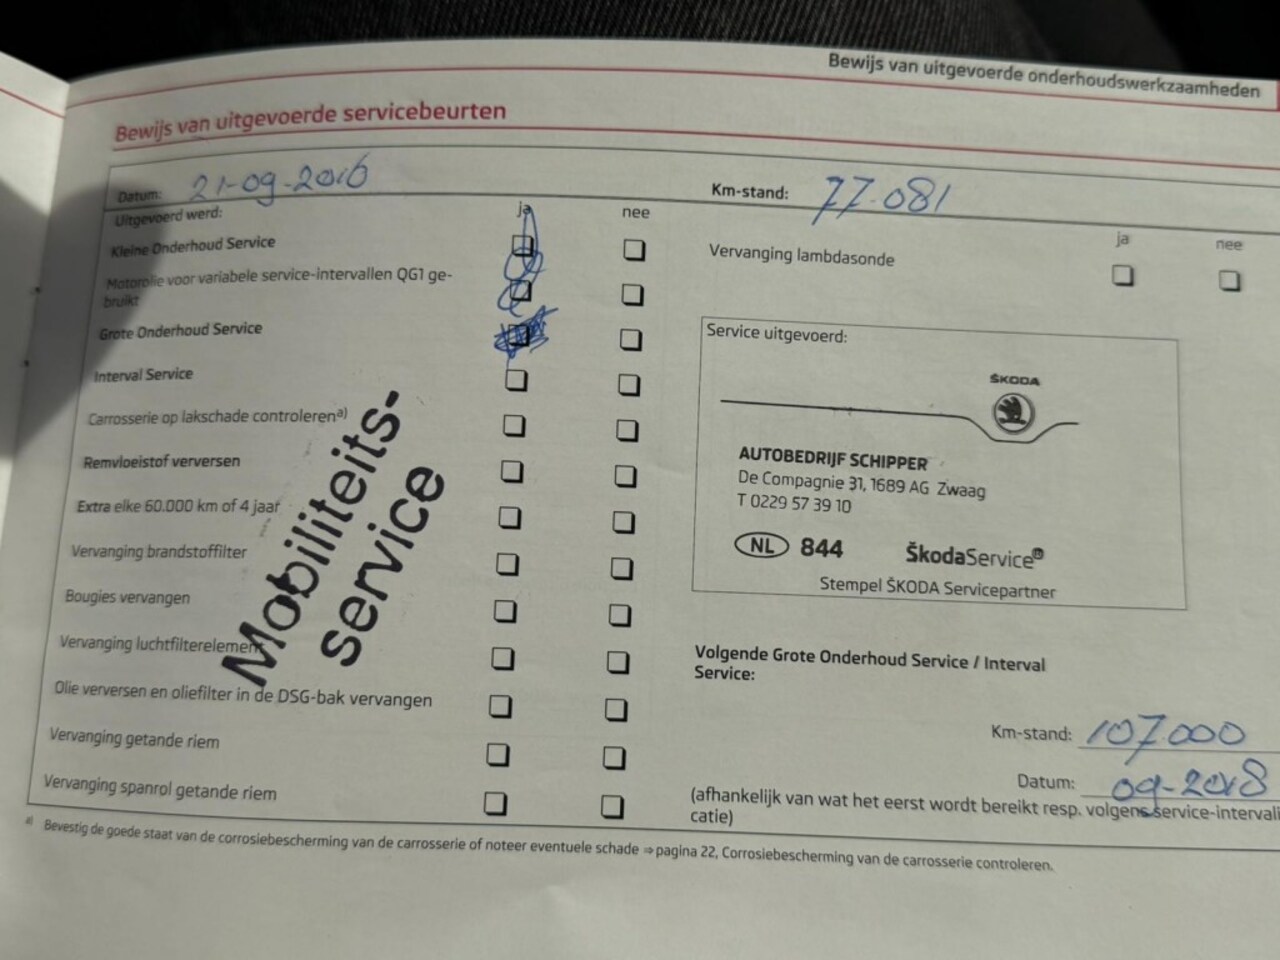 Bewijs van uitgevoerde onderhoudswerkzaamheden
Bewijs van uitgevoerde servicebeurten
Datum: 21-09-2016
Km-stand: 77.081
Uitgevoerd werd:
ja nee
Kleine Onderhoud Service
Motorolie voor variabele service-intervallen QG1 ge-
bruikt
Grote Onderhoud Service
Interval Service
Carrosserie op lakschade controleren a)
Remvloeistof verversen
Extra elke 60.000 km of 4 jaar
Vervanging brandstoffilter
Bougies vervangen
Vervanging luchtfilterelement
Olie verversen en oliefilter in de DSG-bak vervangen
Vervanging getande riem
Vervanging spanrol getande riem
Mobiliteits-
service
ja nee
Vervanging lambdasonde
Service uitgevoerd:
ŠKODA
AUTOBEDRIJF SCHIPPER
De Compagnie 31, 1689 AG Zwaag
T 0229 57 39 10
NL 844 ŠkodaService
Stempel ŠKODA Servicepartner
Volgende Grote Onderhoud Service / Interval
Service:
Km-stand: 107.000
Datum: 09-2018
(afhankelijk van wat het eerst wordt bereikt resp. volgens service-intervali
catie)
a) Bevestig de goede staat van de corrosiebescherming van de carrosserie of noteer eventuele schade ⇒ pagina 22, Corrosiebescherming van de carrosserie controleren.